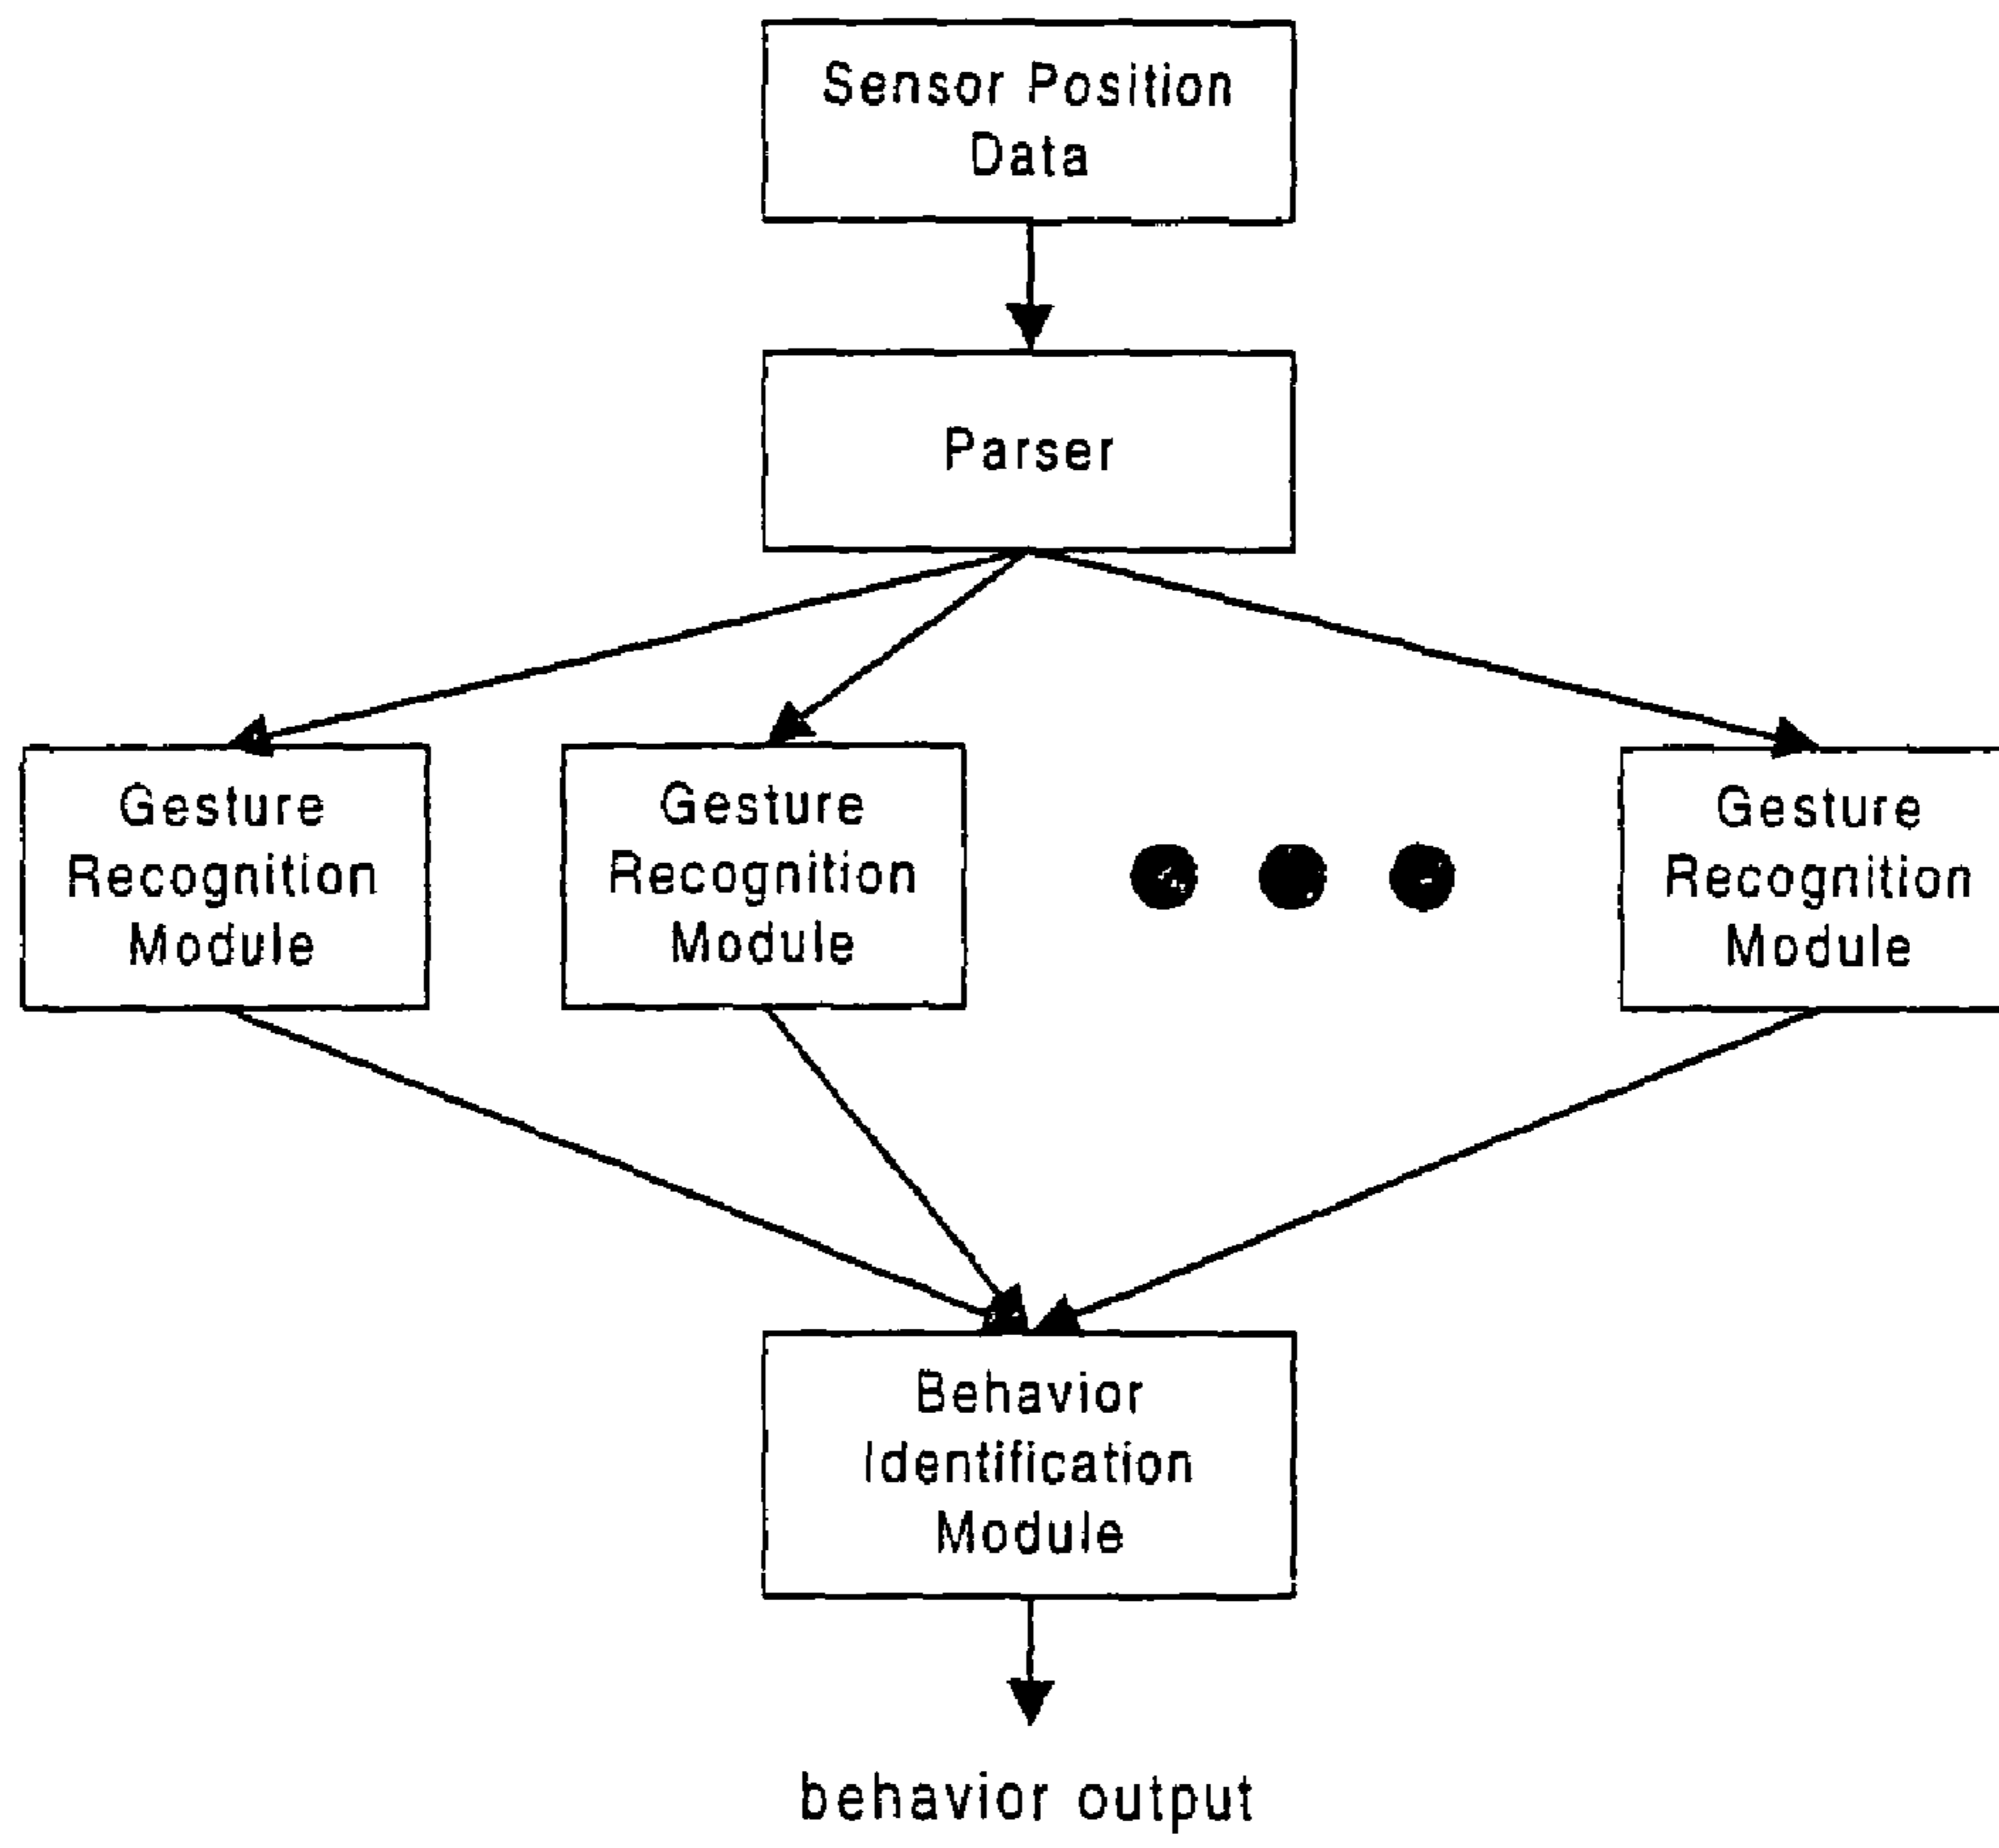 Sensor Position
Data
Parser
Gesture
Recognition
Module
Gesture
Recognition
Module
Gesture
Recognition
Module
Behavior
Identification
Module
behavior output